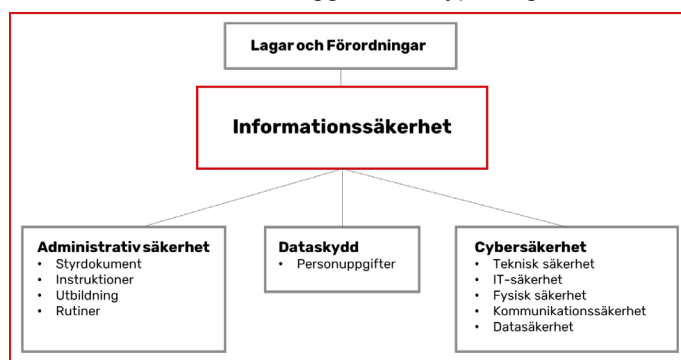 Lagar och Förordningar
Informationssäkerhet
Administrativ säkerhet
• Styrdokument
• Instruktioner
• Utbildning
• Rutiner
Dataskydd
• Personuppgifter
Cybersäkerhet
• Teknisk säkerhet
• IT-säkerhet
• Fysisk säkerhet
• Kommunikationssäkerhet
• Datasäkerhet